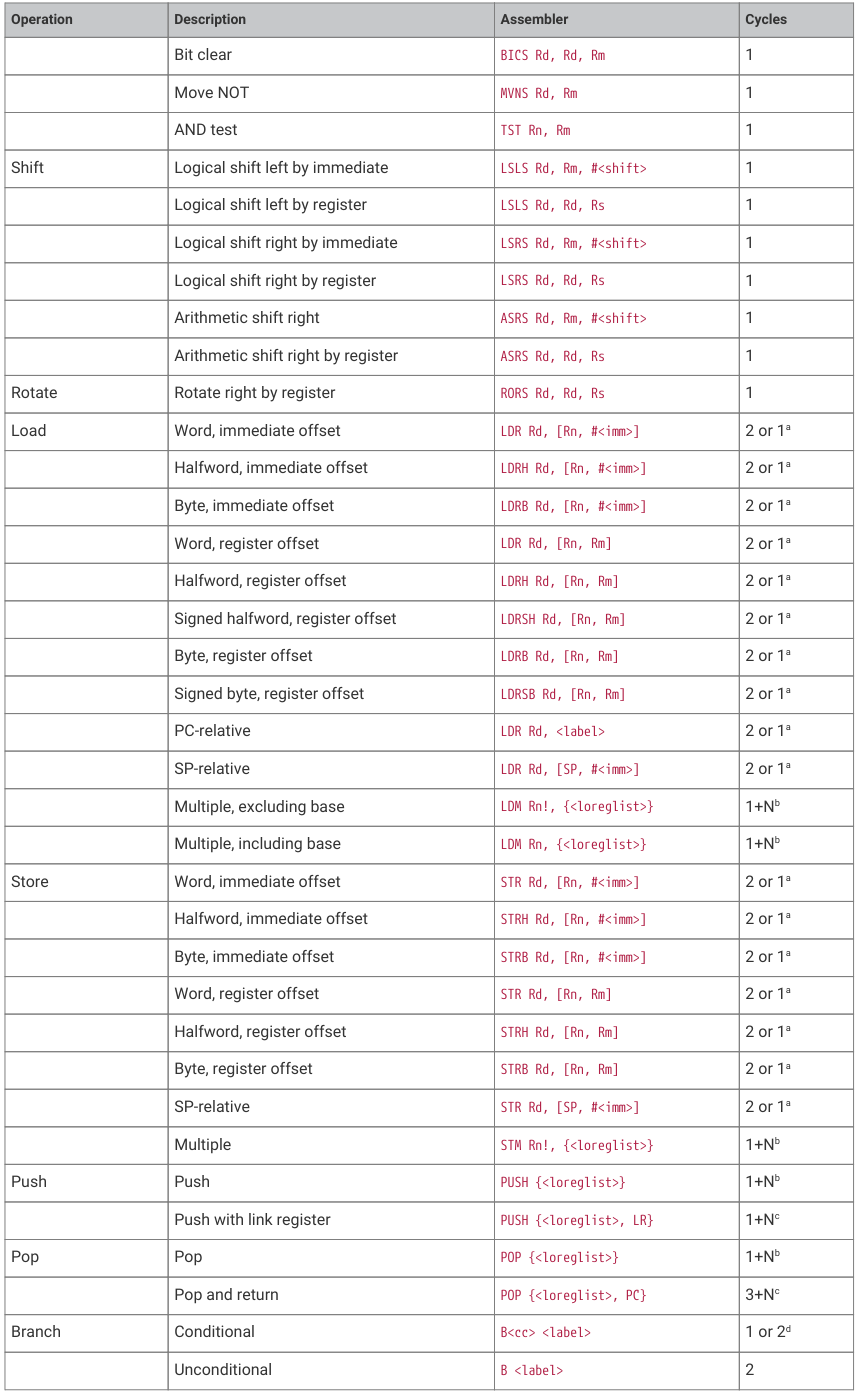 Operation Description Assembler Cycles
Bit clear BICS Rd, Rd, Rm 1
Move NOT MVNS Rd, Rm 1
AND test TST Rn, Rm 1
Shift Logical shift left by immediate LSLS Rd, Rm, #<shift> 1
Logical shift left by register LSLS Rd, Rd, Rs 1
Logical shift right by immediate LSRS Rd, Rm, #<shift> 1
Logical shift right by register LSRS Rd, Rd, Rs 1
Arithmetic shift right ASRS Rd, Rm, #<shift> 1
Arithmetic shift right by register ASRS Rd, Rd, Rs 1
Rotate Rotate right by register RORS Rd, Rd, Rs 1
Load Word, immediate offset LDR Rd, [Rn, #<imm>] 2 or 1ᵃ
Halfword, immediate offset LDRH Rd, [Rn, #<imm>] 2 or 1ᵃ
Byte, immediate offset LDRB Rd, [Rn, #<imm>] 2 or 1ᵃ
Word, register offset LDR Rd, [Rn, Rm] 2 or 1ᵃ
Halfword, register offset LDRH Rd, [Rn, Rm] 2 or 1ᵃ
Signed halfword, register offset LDRSH Rd, [Rn, Rm] 2 or 1ᵃ
Byte, register offset LDRB Rd, [Rn, Rm] 2 or 1ᵃ
Signed byte, register offset LDRSB Rd, [Rn, Rm] 2 or 1ᵃ
PC-relative LDR Rd, <label> 2 or 1ᵃ
SP-relative LDR Rd, [SP, #<imm>] 2 or 1ᵃ
Multiple, excluding base LDM Rn!, {<loreglist>} 1+Nᵇ
Multiple, including base LDM Rn, {<loreglist>} 1+Nᵇ
Store Word, immediate offset STR Rd, [Rn, #<imm>] 2 or 1ᵃ
Halfword, immediate offset STRH Rd, [Rn, #<imm>] 2 or 1ᵃ
Byte, immediate offset STRB Rd, [Rn, #<imm>] 2 or 1ᵃ
Word, register offset STR Rd, [Rn, Rm] 2 or 1ᵃ
Halfword, register offset STRH Rd, [Rn, Rm] 2 or 1ᵃ
Byte, register offset STRB Rd, [Rn, Rm] 2 or 1ᵃ
SP-relative STR Rd, [SP, #<imm>] 2 or 1ᵃ
Multiple STM Rn!, {<loreglist>} 1+Nᵇ
Push Push PUSH {<loreglist>} 1+Nᵇ
Push with link register PUSH {<loreglist>, LR} 1+Nᶜ
Pop Pop POP {<loreglist>} 1+Nᵇ
Pop and return POP {<loreglist>, PC} 3+Nᶜ
Branch Conditional B<cc> <label> 1 or 2ᵈ
Unconditional B <label> 2